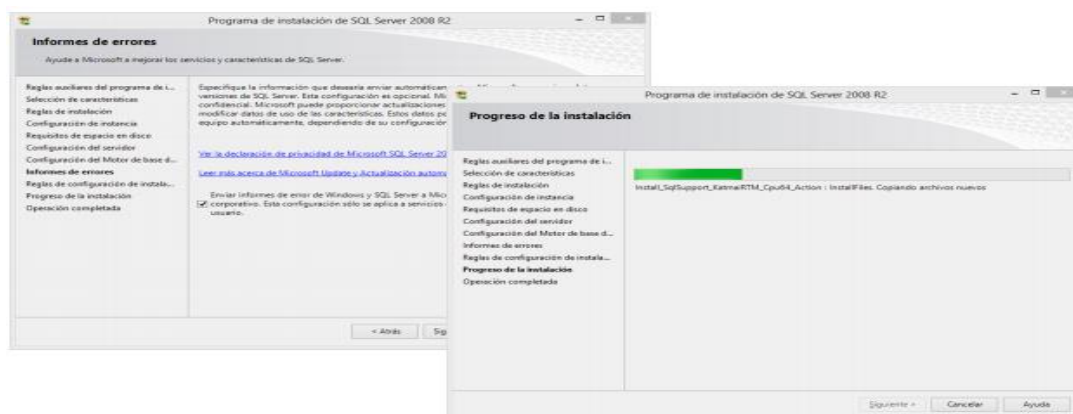 Programa de instalación de SQL Server 2008 R2
Informes de errores
Ayude a Microsoft a mejorar los servicios y características de SQL Server.
Reglas auxiliares del programa de i...
Selección de características
Reglas de instalación
Configuración de instancia
Requisitos de espacio en disco
Configuración del servidor
Configuración del Motor de base d...
Informes de errores
Reglas de configuración de instala...
Progreso de la instalación
Operación completada
Especifique la información que desearía enviar automáticam
versiones de SQL Server. Esta configuración es opcional. Mi
confidencial. Microsoft puede proporcionar actualizaciones
modificar datos de uso de las características. Estos datos po
equipo automáticamente, dependiendo de su configuración
Ver la declaración de privacidad de Microsoft SQL Server 20
Leer más acerca de Microsoft Update y Actualización automá
Enviar informes de error de Windows y SQL Server a Micr
corporativo. Esta configuración sólo se aplica a servicios
usuario.
< Atrás
Sig
Programa de instalación de SQL Server 2008 R2
Progreso de la instalación
Reglas auxiliares del programa de i...
Selección de características
Reglas de instalación
Configuración de instancia
Requisitos de espacio en disco
Configuración del servidor
Configuración del Motor de base d...
Informes de errores
Reglas de configuración de instala...
Progreso de la instalación
Operación completada
Install_SqlSupport_KatmaiRTM_Cpu64_Action : InstallFiles. Copiando archivos nuevos
Siguiente >
Cancelar
Ayuda